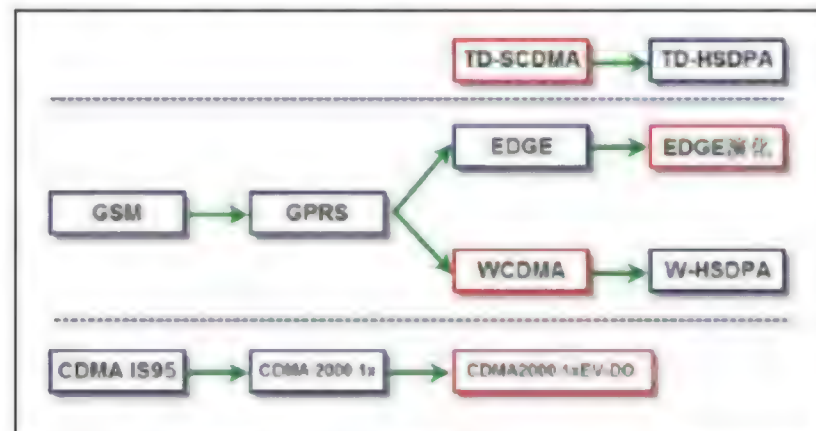 TD-SCDMA
TD-HSDPA
EDGE
EDGE演化
GSM
GPRS
WCDMA
W-HSDPA
CDMA IS95
CDMA 2000 1x
CDMA2000 1xEV-DO